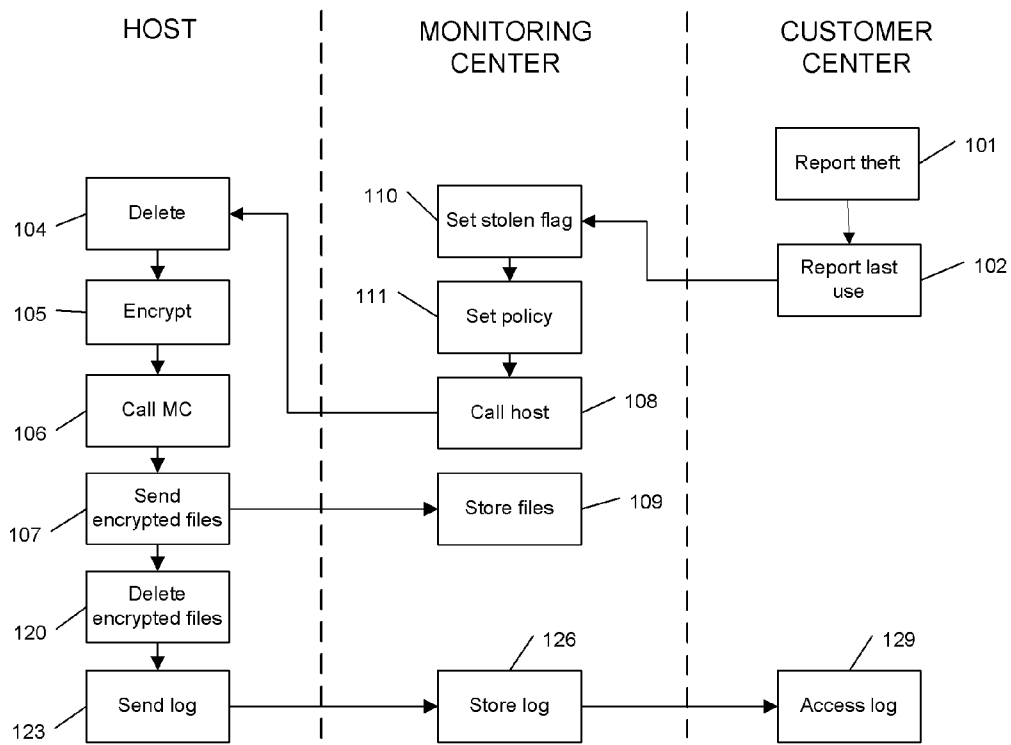 HOST
MONITORING
CENTER
CUSTOMER
CENTER
Report theft
101
Delete
104
Set stolen flag
110
Report last
use
102
Encrypt
105
Set policy
111
Call MC
106
Call host
108
Send
encrypted files
107
Store files
109
Delete
encrypted files
120
Send log
123
Store log
126
Access log
129